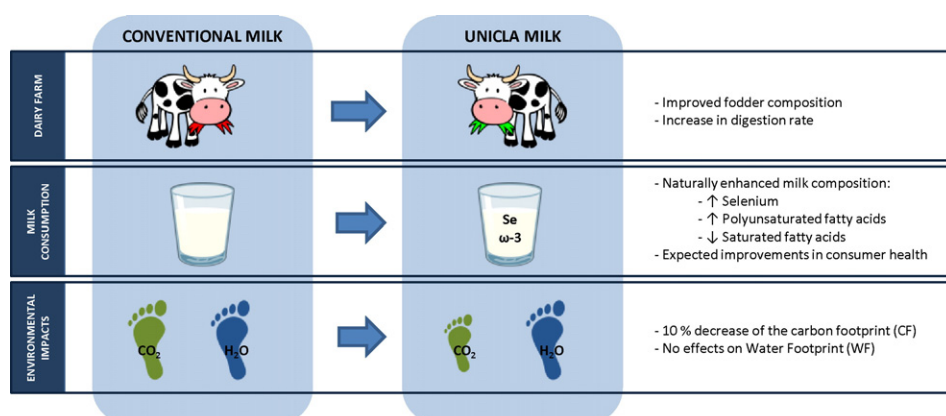 CONVENTIONAL MILK
UNICLA MILK
DAIRY FARM
- Improved fodder composition
- Increase in digestion rate
MILK
CONSUMPTION
Se
ω-3
- Naturally enhanced milk composition:
- ↑ Selenium
- ↑ Polyunsaturated fatty acids
- ↓ Saturated fatty acids
- Expected improvements in consumer health
ENVIRONMENTAL
IMPACTS
CO₂
H₂O
CO₂
H₂O
- 10 % decrease of the carbon footprint (CF)
- No effects on Water Footprint (WF)